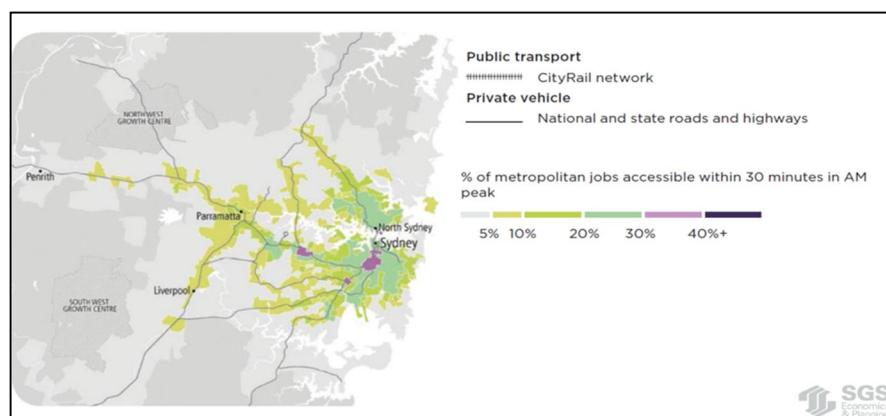 Public transport
CityRail network
Private vehicle
National and state roads and highways
% of metropolitan jobs accessible within 30 minutes in AM
peak
5% 10% 20% 30% 40%+
NORTH WEST
GROWTH CENTRE
Penrith
Parramatta
North Sydney
Sydney
Liverpool
SOUTH WEST
GROWTH CENTRE
SGS
Economics
& Planning